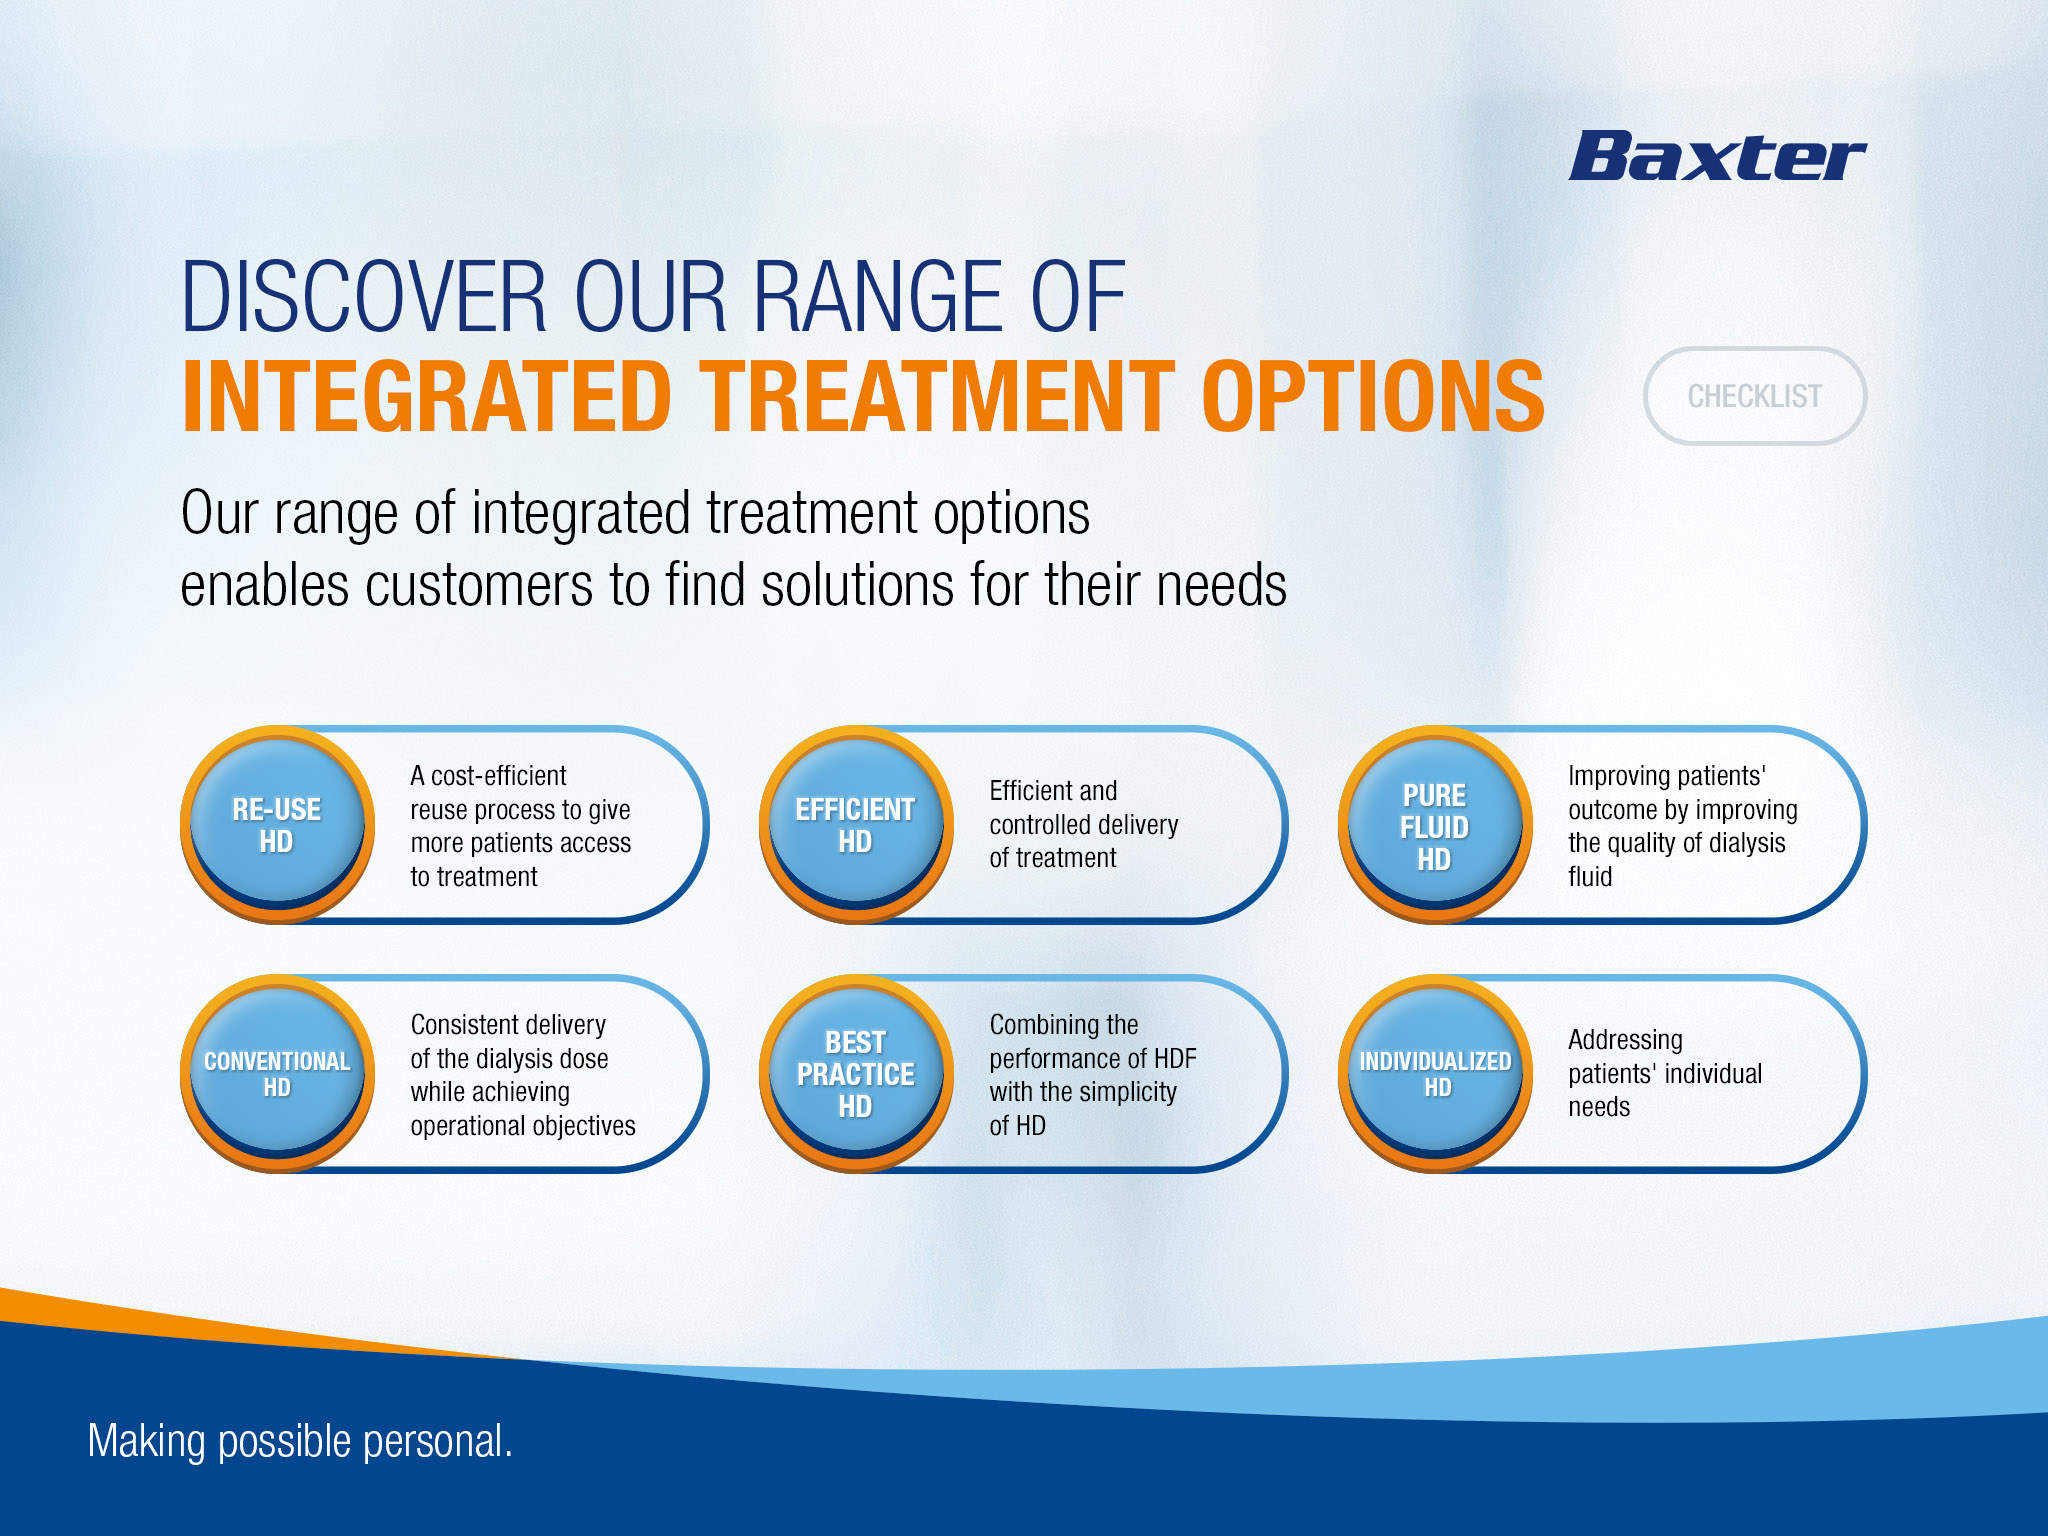 Baxter
DISCOVER OUR RANGE OF
INTEGRATED TREATMENT OPTIONS
CHECKLIST
Our range of integrated treatment options
enables customers to find solutions for their needs
RE-USE
HD
A cost-efficient
reuse process to give
more patients access
to treatment
EFFICIENT
HD
Efficient and
controlled delivery
of treatment
PURE
FLUID
HD
Improving patients'
outcome by improving
the quality of dialysis
fluid
CONVENTIONAL
HD
Consistent delivery
of the dialysis dose
while achieving
operational objectives
BEST
PRACTICE
HD
Combining the
performance of HDF
with the simplicity
of HD
INDIVIDUALIZED
HD
Addressing
patients' individual
needs
Making possible personal.